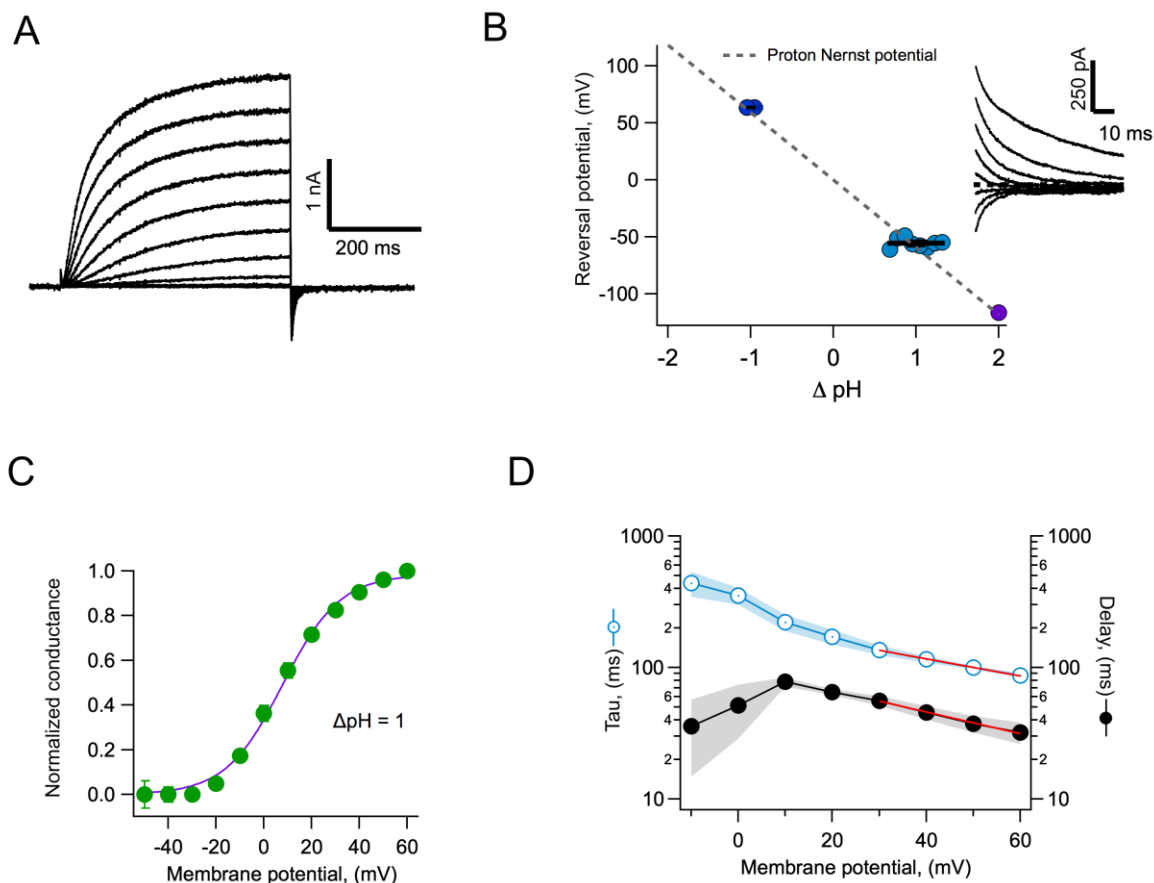 A
1 nA
200 ms
B
Proton Nernst potential
250 pA
10 ms
Reversal potential, (mV)
100
50
0
-50
-100
-2
-1
0
1
2
Δ pH
C
Normalized conductance
1.0
0.8
0.6
0.4
0.2
0.0
ΔpH = 1
-40
-20
0
20
40
60
Membrane potential, (mV)
D
Tau, (ms)
1000
6
4
2
100
6
4
2
10
1000
6
4
2
100
6
4
2
10
Delay, (ms)
0
20
40
60
Membrane potential, (mV)